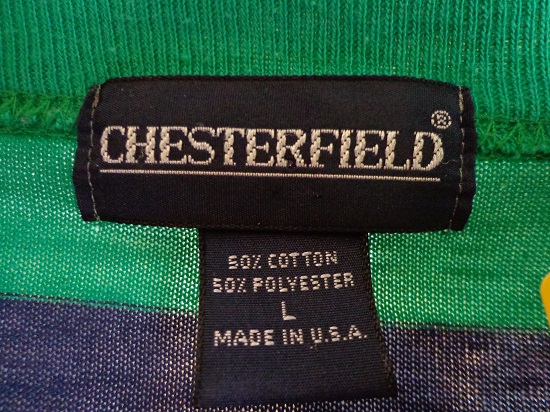 CHESTERFIELD®
50% COTTON
50% POLYESTER
L
MADE IN U.S.A.